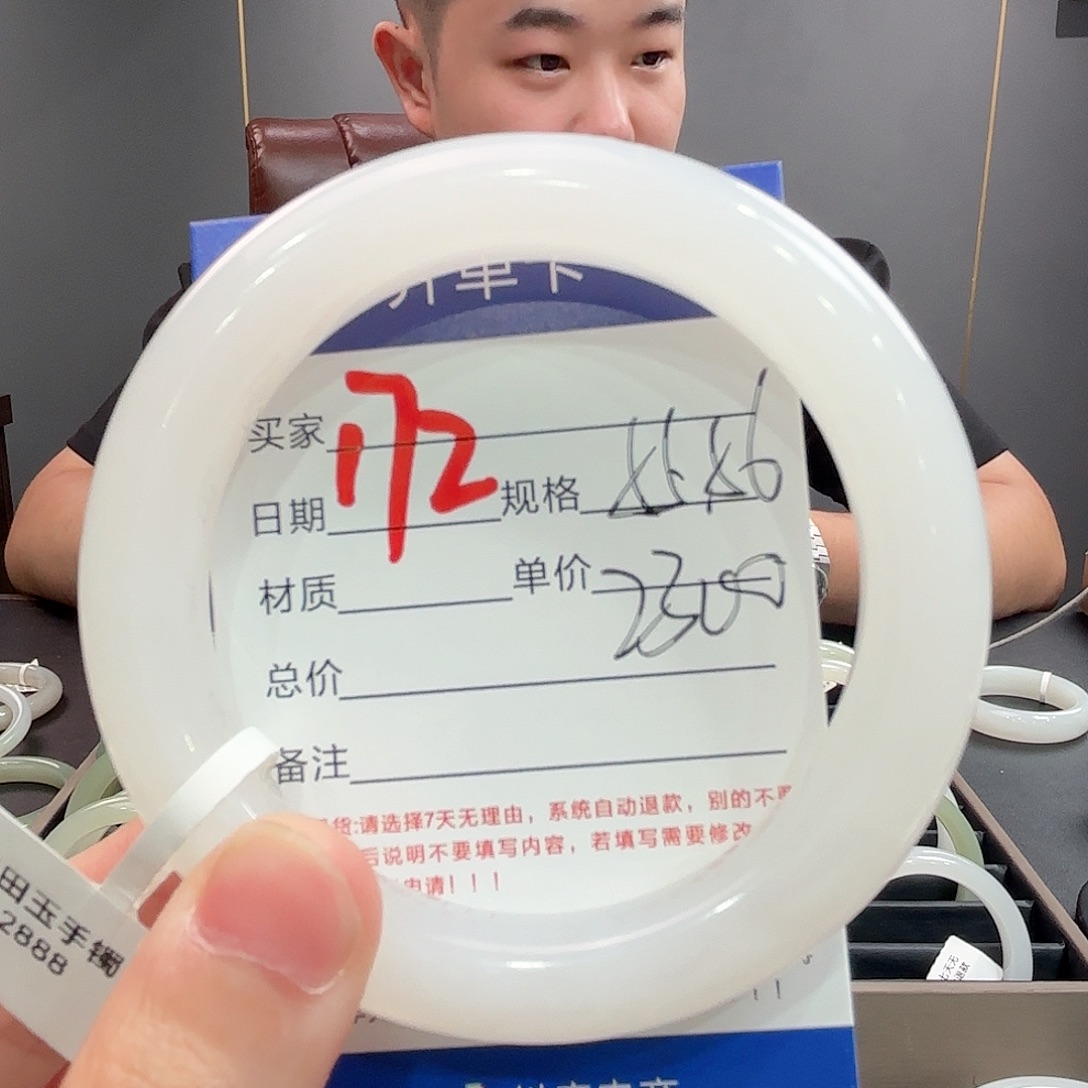 开单卡
买家
172
日期 规格
材质 单价 2300
总价
备注
货:请选择7天无理由，系统自动退款，别的不要
后说明不要填写内容，若填写需要修改
申请！！！
田玉手镯
2888
七天无